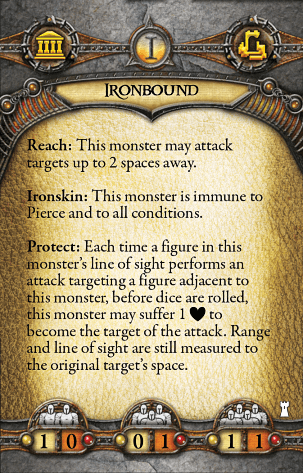 I
IRONBOUND
Reach: This monster may attack
targets up to 2 spaces away.
Ironskin: This monster is immune to
Pierce and to all conditions.
Protect: Each time a figure in this
monster's line of sight performs an
attack targeting a figure adjacent to
this monster, before dice are rolled,
this monster may suffer 1 ♥ to
become the target of the attack. Range
and line of sight are still measured to
the original target's space.
1 0 0 1 1 1